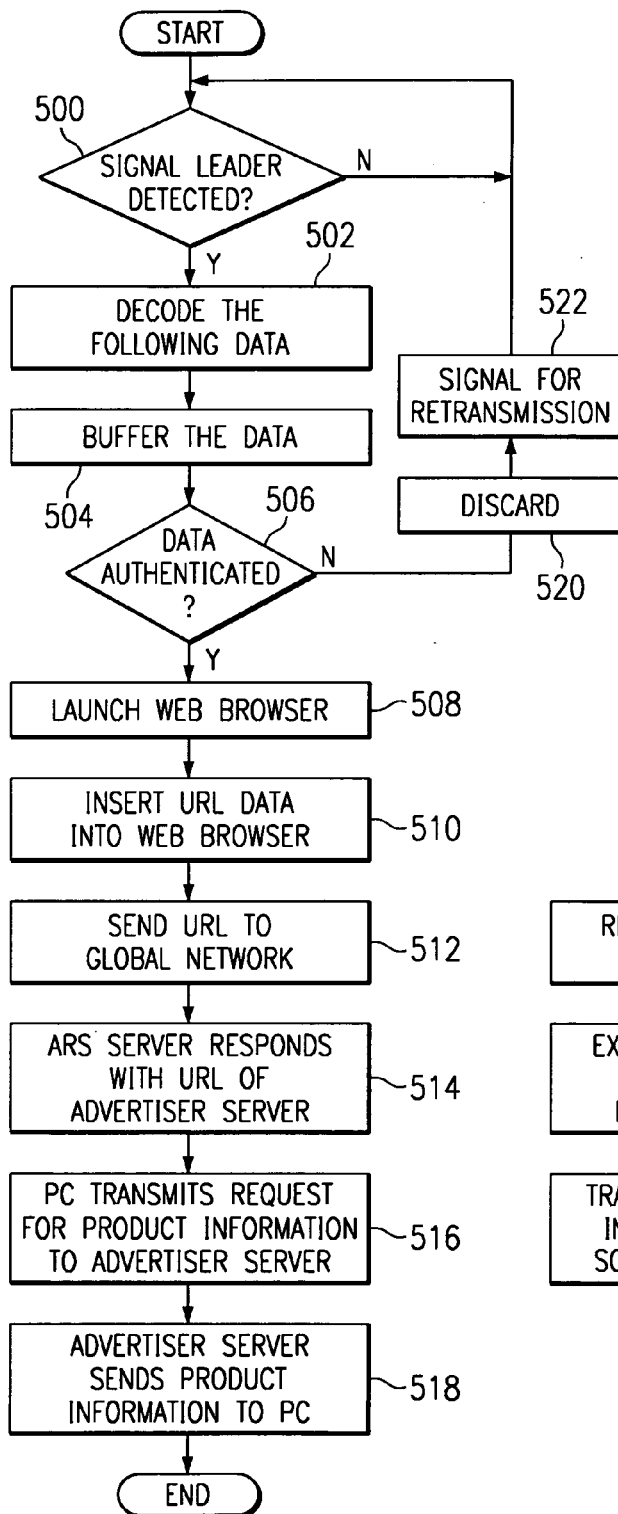 START
500
SIGNAL LEADER
DETECTED?
N
Y
502
DECODE THE
FOLLOWING DATA
522
SIGNAL FOR
RETRANSMISSION
BUFFER THE DATA
504
506
DISCARD
520
DATA
AUTHENTICATED
?
N
Y
LAUNCH WEB BROWSER
508
INSERT URL DATA
INTO WEB BROWSER
510
SEND URL TO
GLOBAL NETWORK
512
ARS SERVER RESPONDS
WITH URL OF
ADVERTISER SERVER
514
PC TRANSMITS REQUEST
FOR PRODUCT INFORMATION
TO ADVERTISER SERVER
516
ADVERTISER SERVER
SENDS PRODUCT
INFORMATION TO PC
518
END